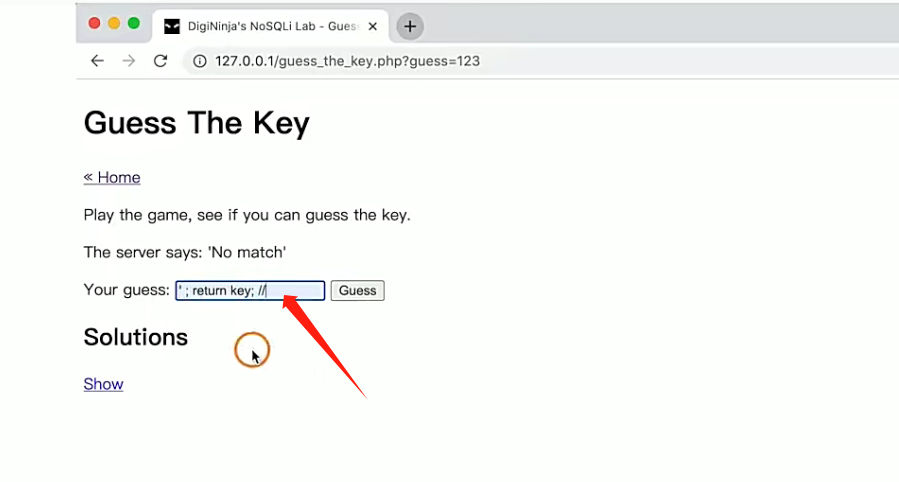 DigiNinja's NoSQLi Lab - Gues
127.0.0.1/guess_the_key.php?guess=123
Guess The Key
« Home
Play the game, see if you can guess the key.
The server says: 'No match'
Your guess: ' ; return key; // Guess
Solutions
Show